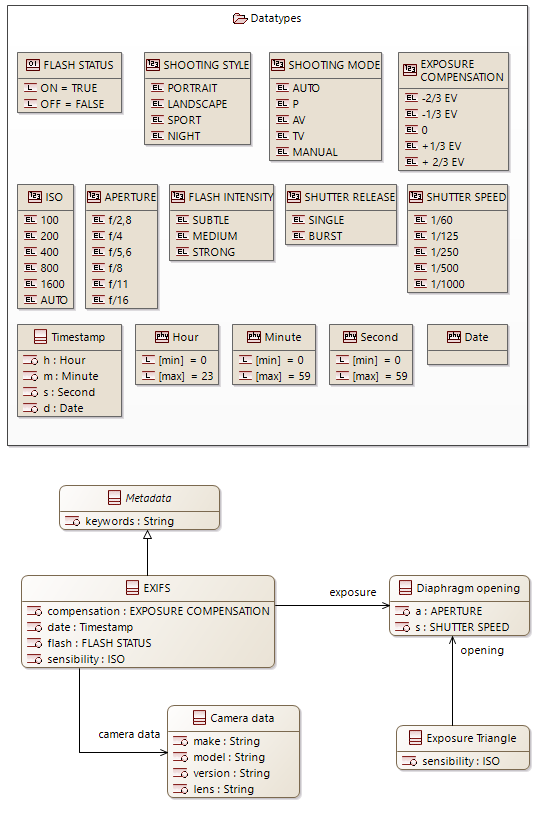 Datatypes
FLASH STATUS
ON = TRUE
OFF = FALSE
SHOOTING STYLE
PORTRAIT
LANDSCAPE
SPORT
NIGHT
SHOOTING MODE
AUTO
P
AV
TV
MANUAL
EXPOSURE
COMPENSATION
-2/3 EV
-1/3 EV
0
+1/3 EV
+ 2/3 EV
ISO
100
200
400
800
1600
AUTO
APERTURE
f/2,8
f/4
f/5,6
f/8
f/11
f/16
FLASH INTENSITY
SUBTLE
MEDIUM
STRONG
SHUTTER RELEASE
SINGLE
BURST
SHUTTER SPEED
1/60
1/125
1/250
1/500
1/1000
Timestamp
h : Hour
m : Minute
s : Second
d : Date
Hour
[min] = 0
[max] = 23
Minute
[min] = 0
[max] = 59
Second
[min] = 0
[max] = 59
Date
Metadata
keywords : String
EXIFS
compensation : EXPOSURE COMPENSATION
date : Timestamp
flash : FLASH STATUS
sensibility : ISO
exposure
Diaphragm opening
a : APERTURE
s : SHUTTER SPEED
opening
camera data
Camera data
make : String
model : String
version : String
lens : String
Exposure Triangle
sensibility : ISO